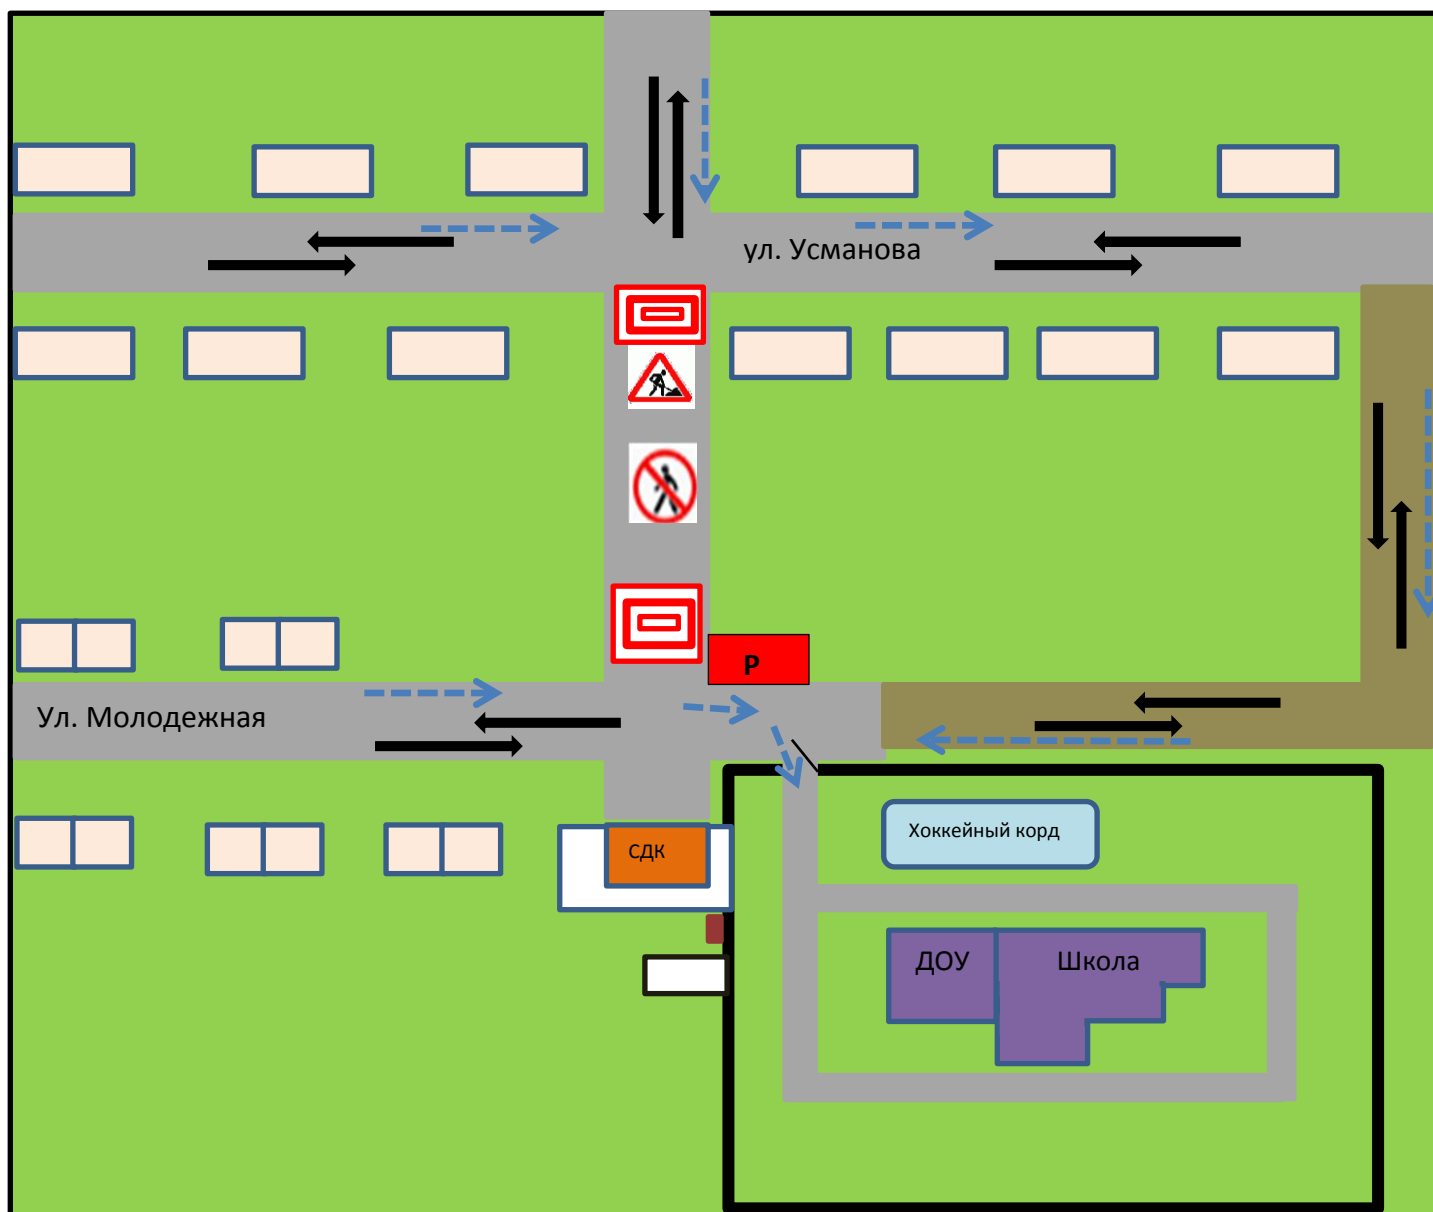 ул. Усманова
Р
Ул. Молодежная
Хоккейный корд
СДК
ДОУ
Школа